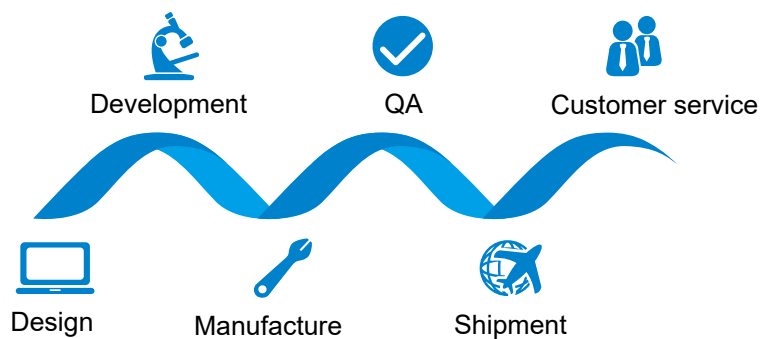 Development
QA
Customer service
Design
Manufacture
Shipment